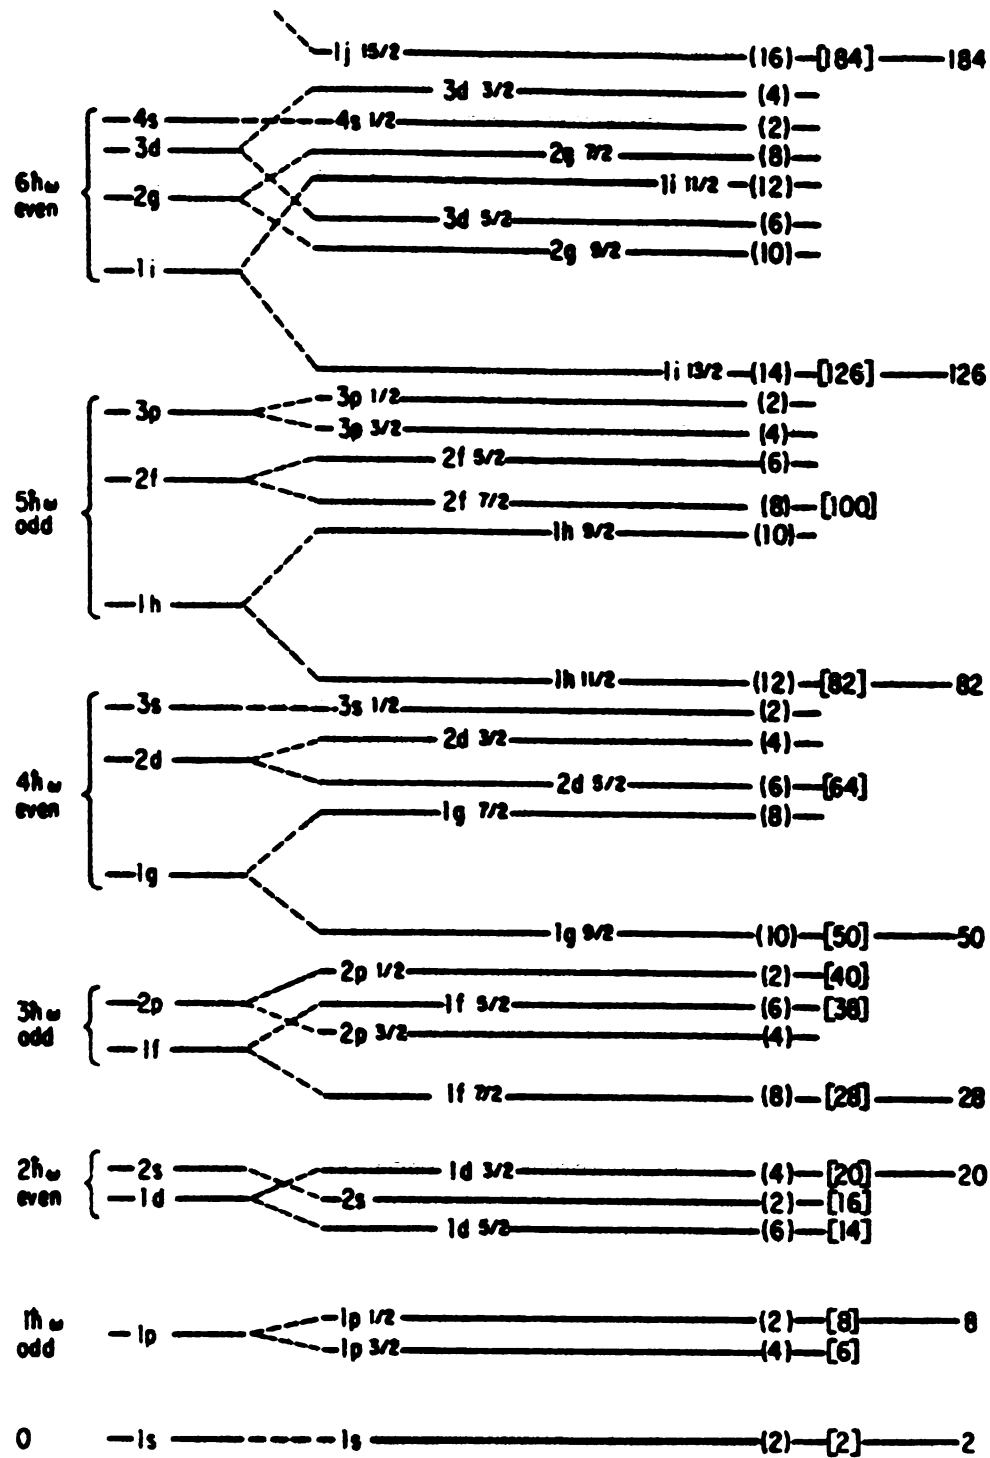 1j 15/2 (16) [184] 184
3d 3/2 (4)
4s 4s 1/2 (2)
3d
2g 7/2 (8)
6ħω even
2g
1i 11/2 (12)
3d 5/2 (6)
2g 9/2 (10)
1i
1i 13/2 (14) [126] 126
3p 1/2 (2)
3p
3p 3/2 (4)
2f 5/2 (6)
2f
5ħω odd
2f 7/2 (8) [100]
1h 9/2 (10)
1h
1h 11/2 (12) [82] 82
3s 3s 1/2 (2)
2d 3/2 (4)
2d
4ħω even
2d 5/2 (6) [64]
1g 7/2 (8)
1g
1g 9/2 (10) [50] 50
2p 1/2 (2) [40]
2p
1f 5/2 (6) [38]
3ħω odd
2p 3/2 (4)
1f
1f 7/2 (8) [28] 28
2s
1d 3/2 (4) [20] 20
2ħω even
1d
2s (2) [16]
1d 5/2 (6) [14]
1p 1/2 (2) [8] 8
1ħω odd
1p
1p 3/2 (4) [6]
0 1s 1s (2) [2] 2